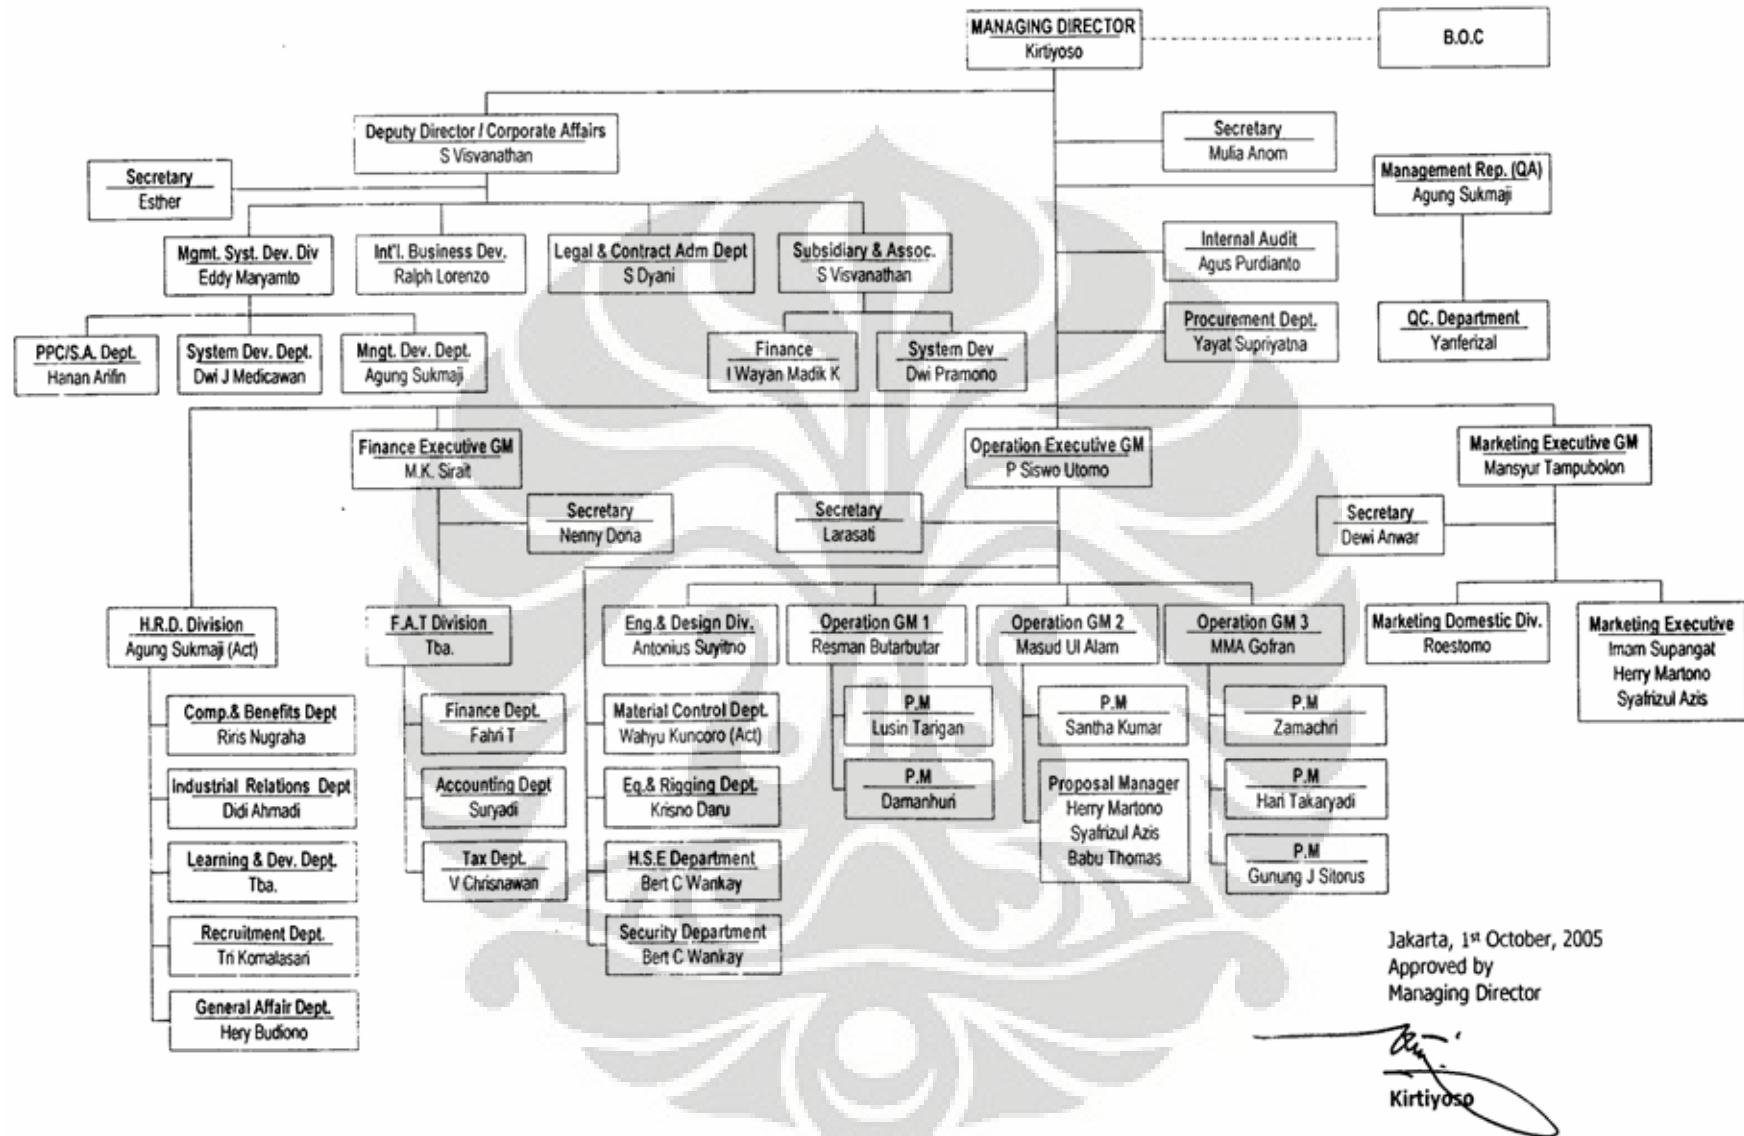 MANAGING DIRECTOR
Kirtiyoso
B.O.C
Deputy Director / Corporate Affairs
S Visvanathan
Secretary
Mulia Anom
Secretary
Esther
Management Rep. (QA)
Agung Sukmaji
Mgmt. Syst. Dev. Div
Eddy Maryamto
Int'l. Business Dev.
Ralph Lorenzo
Legal & Contract Adm Dept
S Dyani
Subsidiary & Assoc.
S Visvanathan
Internal Audit
Agus Purdianto
PPC/S.A. Dept.
Hanan Arifin
System Dev. Dept.
Dwi J Medicawan
Mngt. Dev. Dept.
Agung Sukmaji
Finance
I Wayan Madik K
System Dev
Dwi Pramono
Procurement Dept.
Yayat Supriyatna
QC. Department
Yanferizal
Finance Executive GM
M.K. Sirait
Operation Executive GM
P Siswo Utomo
Marketing Executive GM
Mansyur Tampubolon
Secretary
Nenny Dona
Secretary
Larasati
Secretary
Dewi Anwar
H.R.D. Division
Agung Sukmaji (Act)
F.A.T Division
Tba.
Eng.& Design Div.
Antonius Suyitno
Operation GM 1
Resman Butarbutar
Operation GM 2
Masud Ul Alam
Operation GM 3
MMA Gofran
Marketing Domestic Div.
Roestomo
Marketing Executive
Imam Supangat
Herry Martono
Syafrizul Azis
Comp.& Benefits Dept
Riris Nugraha
Finance Dept.
Fahri T
Material Control Dept.
Wahyu Kuncoro (Act)
P.M
Lusin Tarigan
P.M
Santha Kumar
P.M
Zamachri
Industrial Relations Dept
Didi Ahmadi
Accounting Dept
Suryadi
Eq.& Rigging Dept.
Krisno Daru
P.M
Damanhuri
Proposal Manager
Herry Martono
Syafrizul Azis
Babu Thomas
P.M
Hari Takaryadi
Learning & Dev. Dept.
Tba.
Tax Dept.
V Chrisnawan
H.S.E Department
Bert C Wankay
P.M
Gunung J Sitorus
Recruitment Dept.
Tri Komalasari
Security Department
Bert C Wankay
General Affair Dept.
Hery Budiono
Jakarta, 1st October, 2005
Approved by
Managing Director
Kirtiyoso